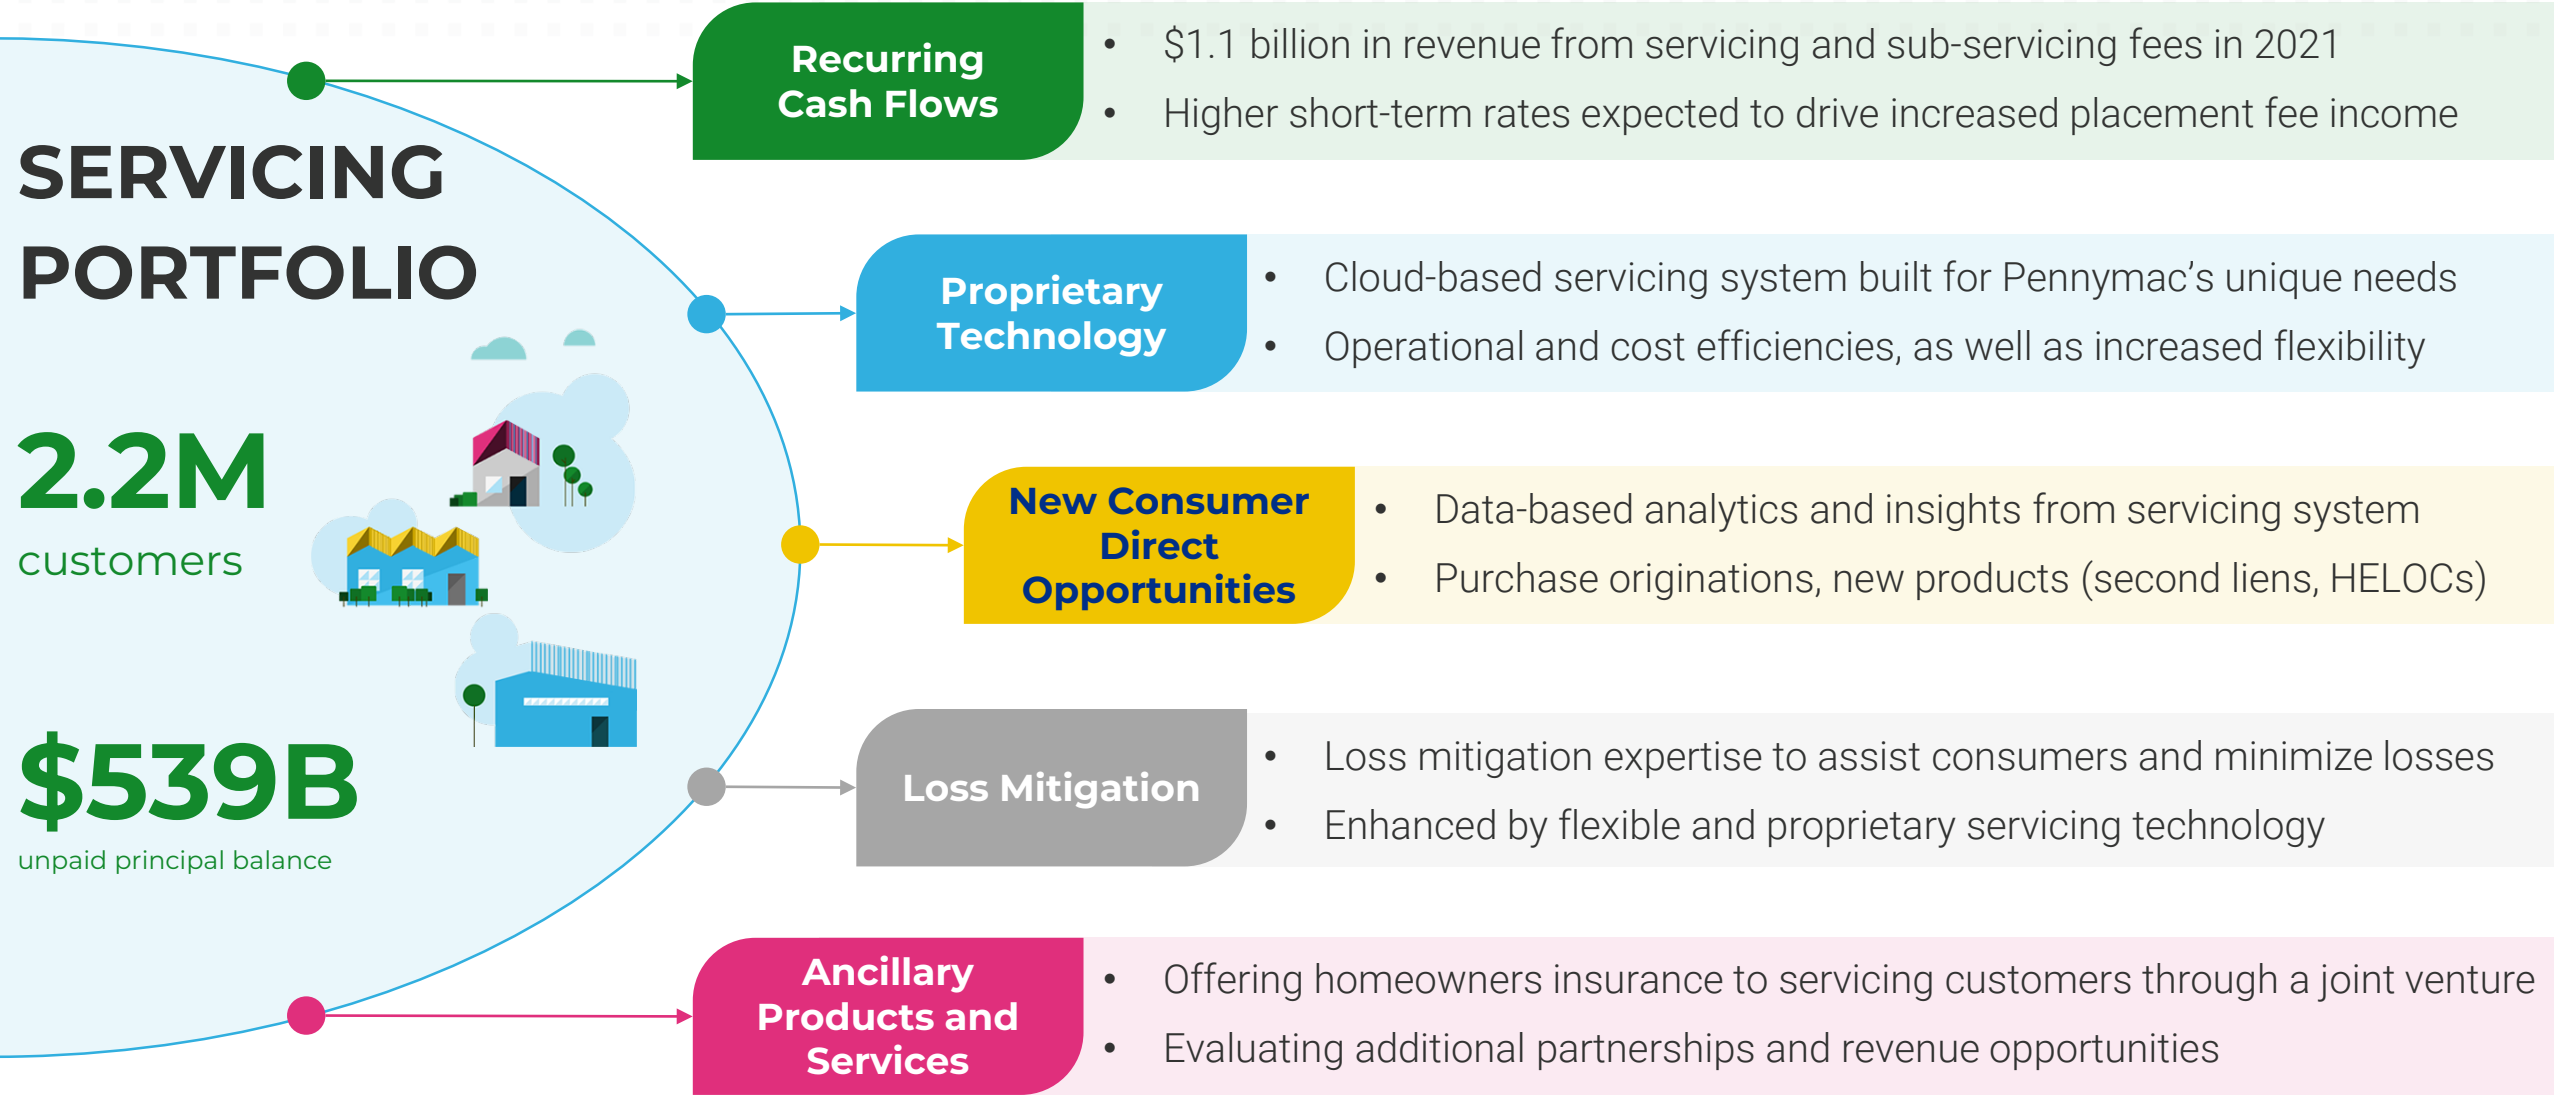 SERVICING
PORTFOLIO
2.2M
customers
$539B
unpaid principal balance
Recurring
Cash Flows
• $1.1 billion in revenue from servicing and sub-servicing fees in 2021
• Higher short-term rates expected to drive increased placement fee income
Proprietary
Technology
• Cloud-based servicing system built for Pennymac’s unique needs
• Operational and cost efficiencies, as well as increased flexibility
New Consumer
Direct
Opportunities
• Data-based analytics and insights from servicing system
• Purchase originations, new products (second liens, HELOCs)
Loss Mitigation
• Loss mitigation expertise to assist consumers and minimize losses
• Enhanced by flexible and proprietary servicing technology
Ancillary
Products and
Services
• Offering homeowners insurance to servicing customers through a joint venture
• Evaluating additional partnerships and revenue opportunities